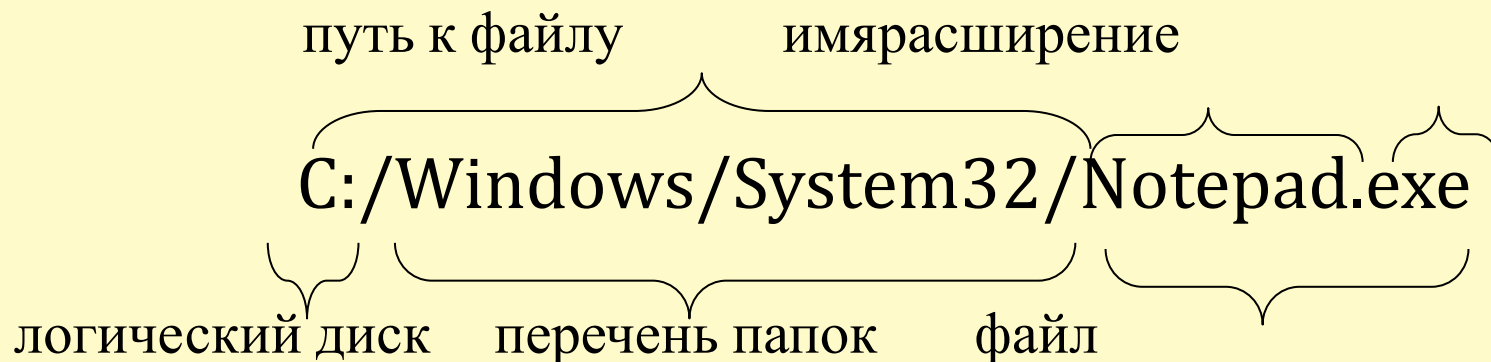 путь к файлу имярасширение
C:/Windows/System32/Notepad.exe
логический диск перечень папок файл